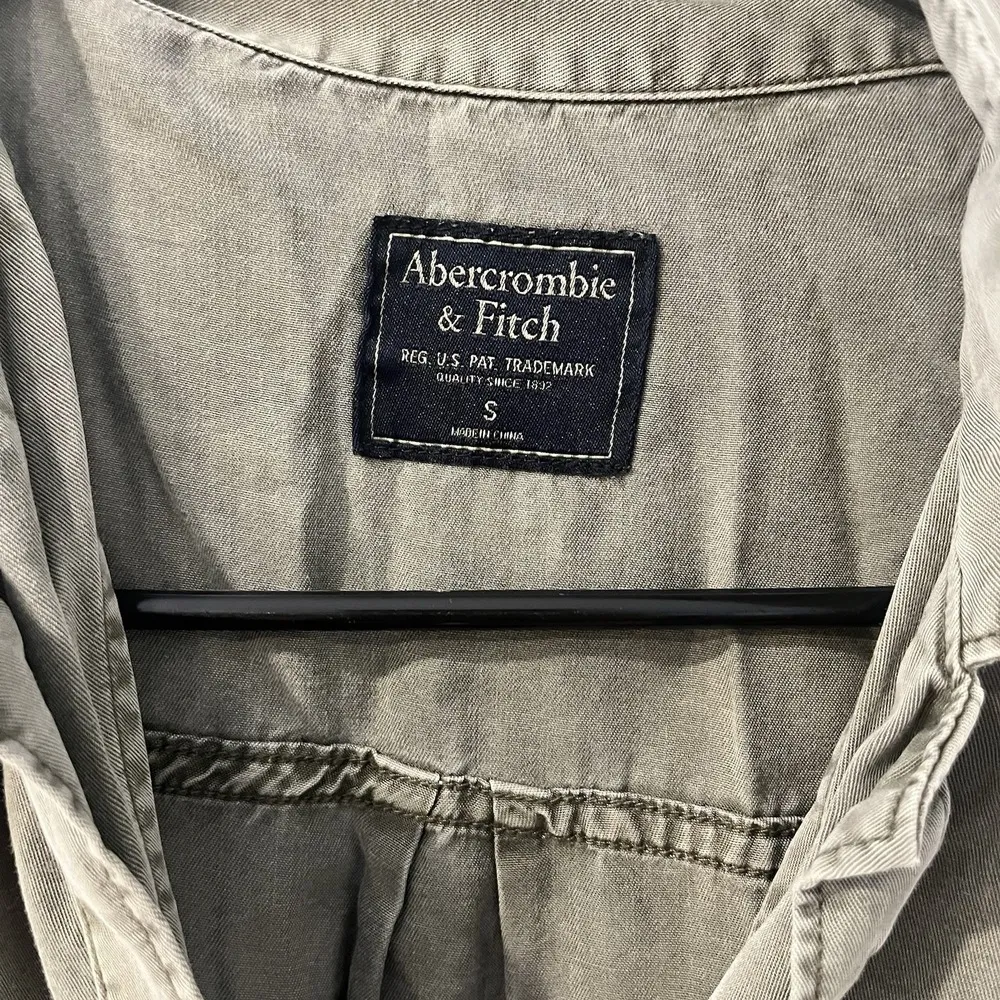 Abercrombie
& Fitch
REG. U.S. PAT. TRADEMARK
QUALITY SINCE 1892
S
MADE IN CHINA